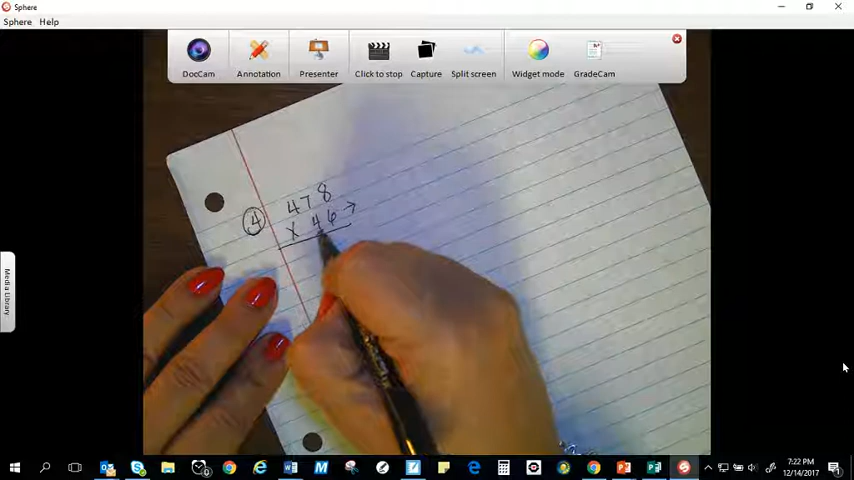 Sphere
Sphere Help
DocCam Annotation Presenter Click to stop Capture Split screen Widget mode GradeCam
Media Library
4 478
x 46 →
7:22 PM
12/14/2017